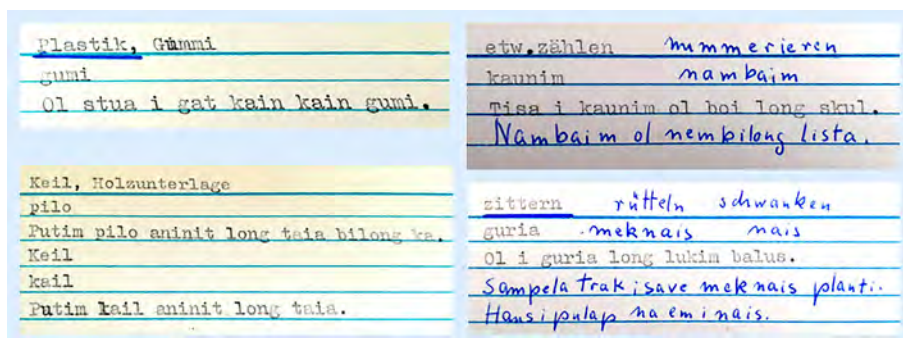 Plastik, Gummi
gumi
Ol stua i gat kain kain gumi.
Keil, Holzunterlage
pilo
Putim pilo aninit long taia bilong ka.
Keil
kail
Putim kail aninit long taia.
etw.zählen nummerieren
kaunim nambaim
Tisa i kaunim ol boi long skul.
Nambaim ol nem bilong lista.
zittern rütteln schwanken
guria meknais nais
Ol i guria long lukim balus.
Sampela trak i save meknais planti.
Haus i pulap na em i nais.